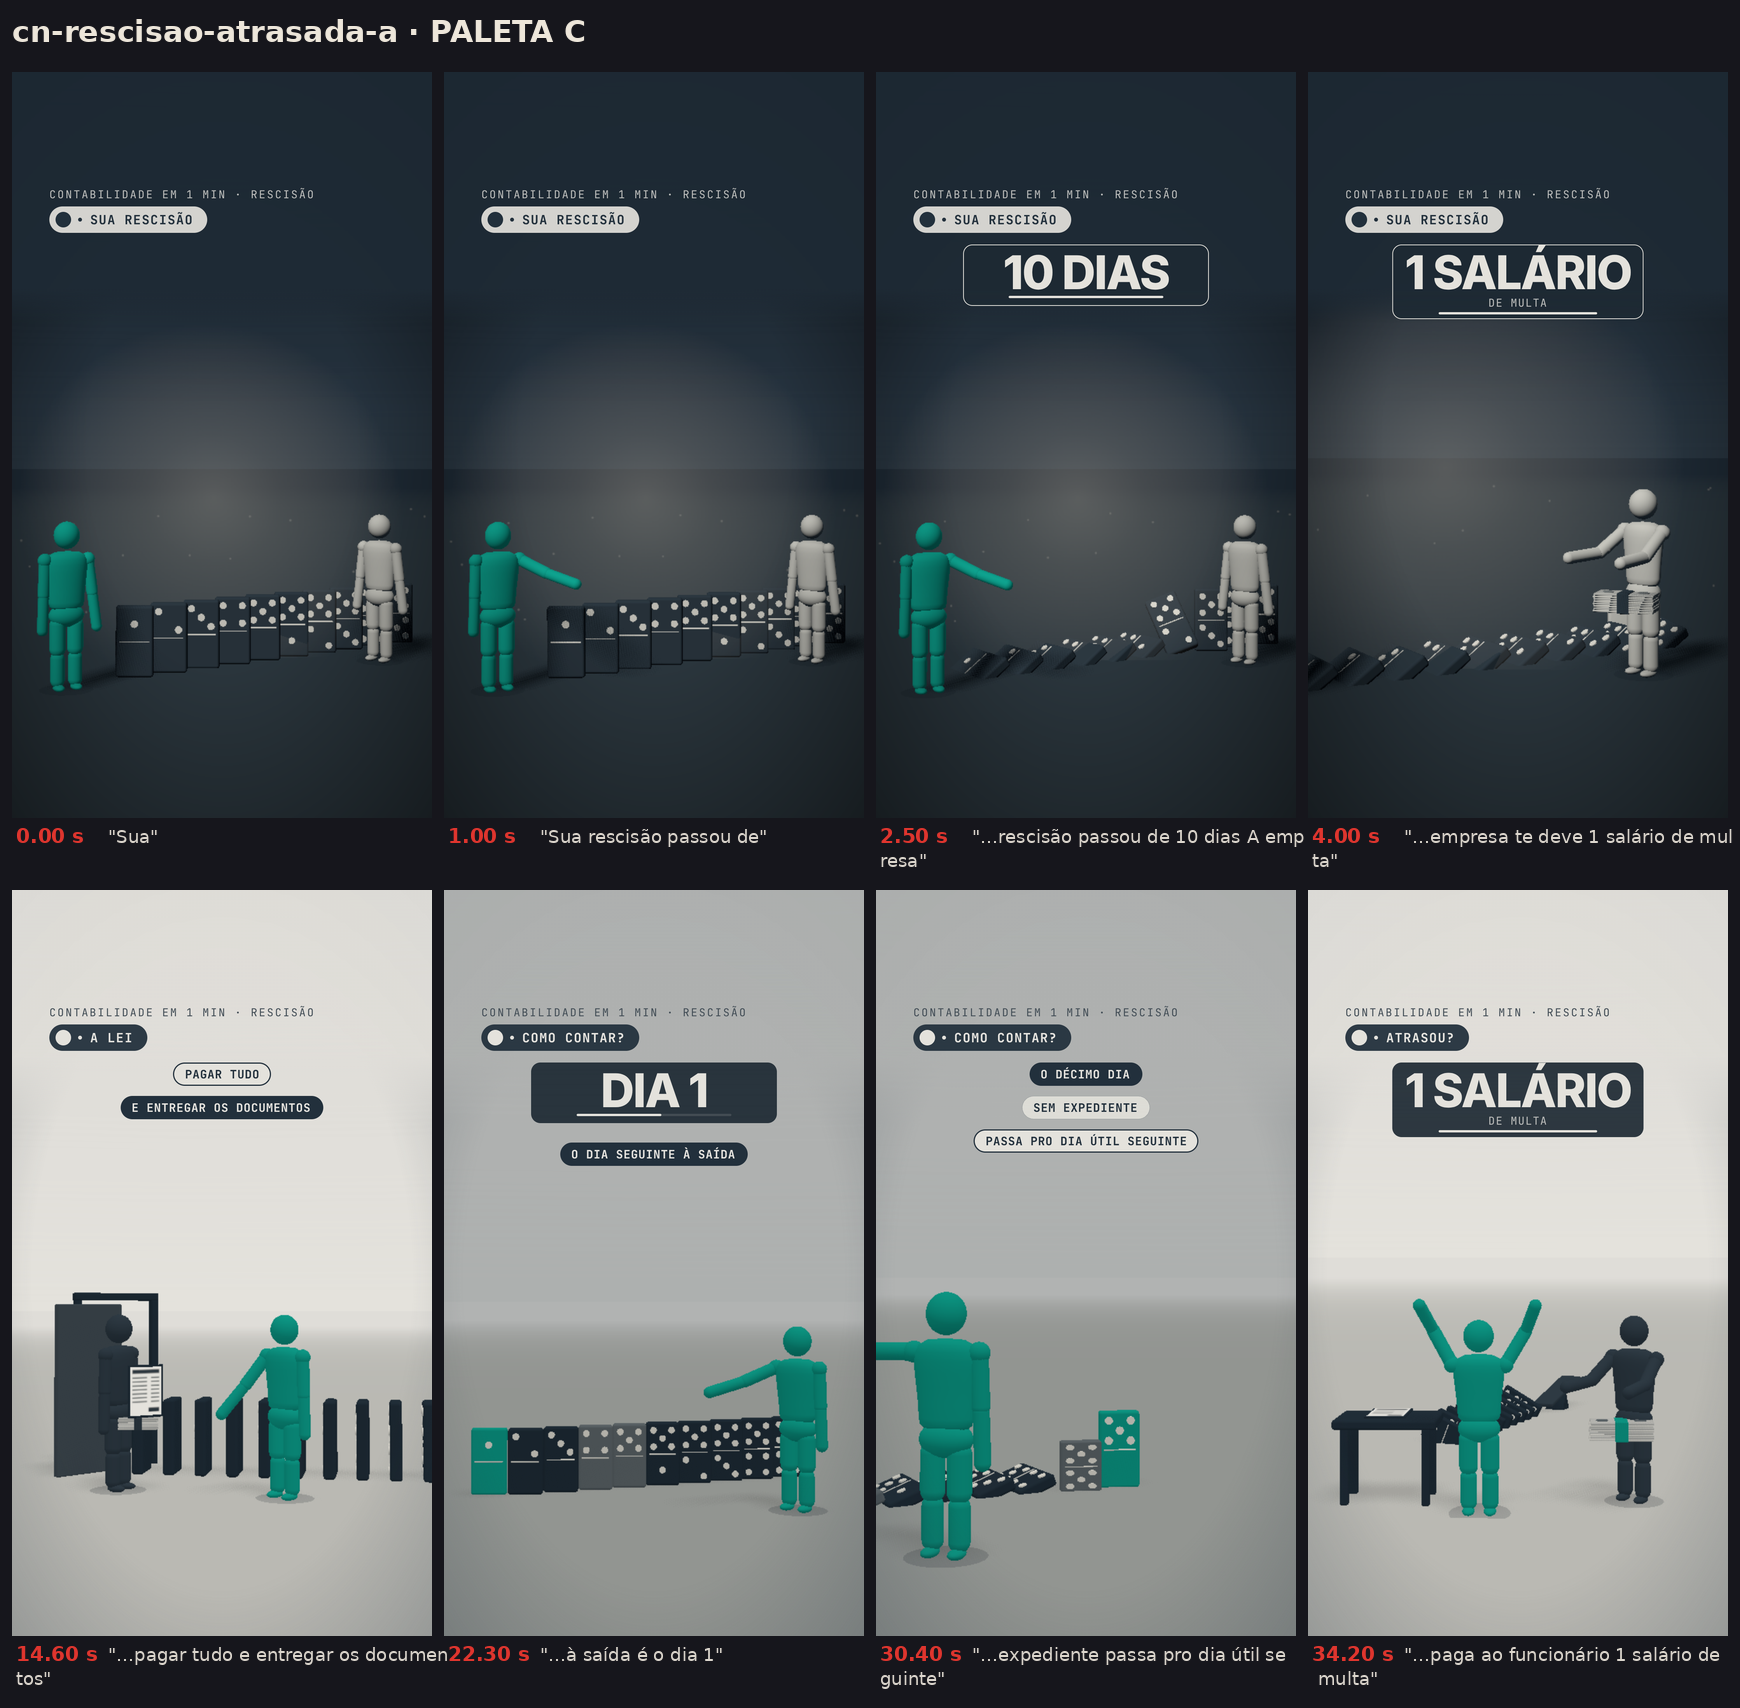 cn-rescisao-atrasada-a · PALETA C
CONTABILIDADE EM 1 MIN · RESCISÃO
• SUA RESCISÃO
CONTABILIDADE EM 1 MIN · RESCISÃO
• SUA RESCISÃO
CONTABILIDADE EM 1 MIN · RESCISÃO
• SUA RESCISÃO
10 DIAS
CONTABILIDADE EM 1 MIN · RESCISÃO
• SUA RESCISÃO
1 SALÁRIO
DE MULTA
0.00 s "Sua"
1.00 s "Sua rescisão passou de"
2.50 s "...rescisão passou de 10 dias A emp
resa"
4.00 s "...empresa te deve 1 salário de mul
ta"
CONTABILIDADE EM 1 MIN · RESCISÃO
• A LEI
PAGAR TUDO
E ENTREGAR OS DOCUMENTOS
CONTABILIDADE EM 1 MIN · RESCISÃO
• COMO CONTAR?
DIA 1
O DIA SEGUINTE À SAÍDA
CONTABILIDADE EM 1 MIN · RESCISÃO
• COMO CONTAR?
O DÉCIMO DIA
SEM EXPEDIENTE
PASSA PRO DIA ÚTIL SEGUINTE
CONTABILIDADE EM 1 MIN · RESCISÃO
• ATRASOU?
1 SALÁRIO
DE MULTA
14.60 s "...pagar tudo e entregar os documen
tos"
22.30 s "...à saída é o dia 1"
30.40 s "...expediente passa pro dia útil se
guinte"
34.20 s "...paga ao funcionário 1 salário de
multa"